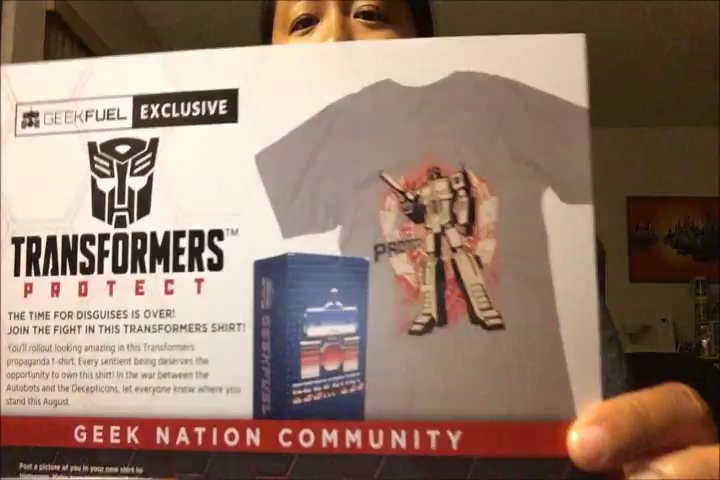 GEEKFUEL EXCLUSIVE
TRANSFORMERS™
PROTECT
THE TIME FOR DISGUISES IS OVER!
JOIN THE FIGHT IN THIS TRANSFORMERS SHIRT!
You'll rollout looking amazing in this Transformers
propaganda t-shirt. Every sentient being deserves the
opportunity to own this shirt! In the war between the
Autobots and the Decepticons, let everyone know where you
stand this August.
GEEKFUEL
GEEK NATION COMMUNITY
Post a picture of you in your new shirt to